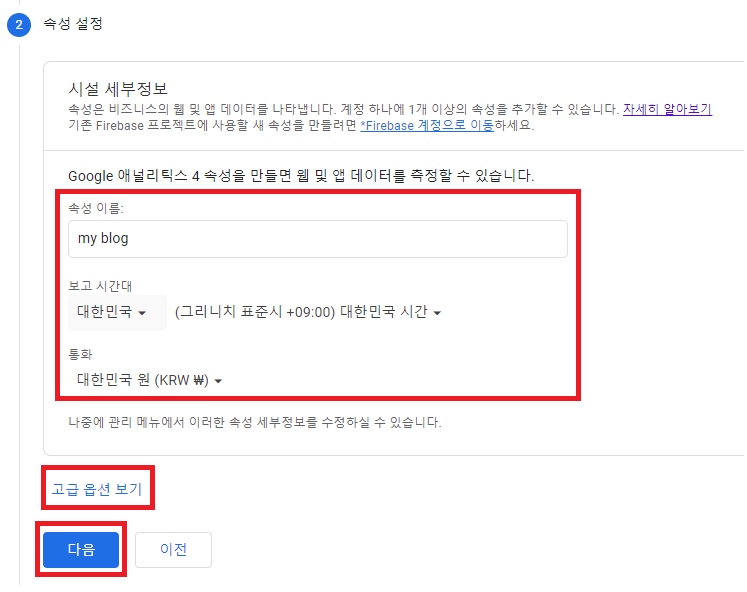 2 속성 설정
시설 세부정보
속성은 비즈니스의 웹 및 앱 데이터를 나타냅니다. 계정 하나에 1개 이상의 속성을 추가할 수 있습니다. 자세히 알아보기
기존 Firebase 프로젝트에 사용할 새 속성을 만들려면 *Firebase 계정으로 이동하세요.
Google 애널리틱스 4 속성을 만들면 웹 및 앱 데이터를 측정할 수 있습니다.
속성 이름:
my blog
보고 시간대
대한민국 (그리니치 표준시 +09:00) 대한민국 시간
통화
대한민국 원 (KRW ₩)
나중에 관리 메뉴에서 이러한 속성 세부정보를 수정하실 수 있습니다.
고급 옵션 보기
다음 이전